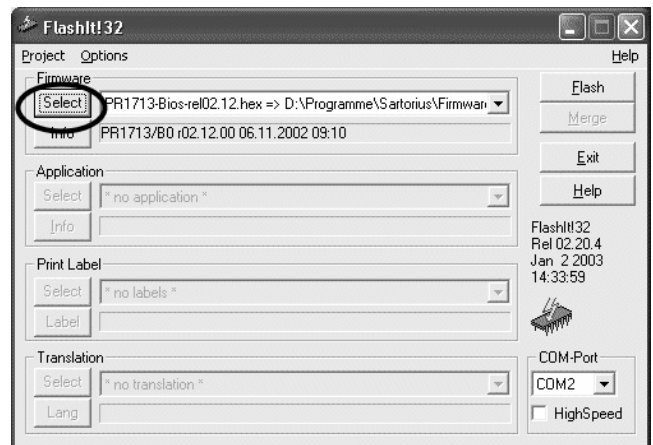 FlashIt!32
Project Options Help
Firmware
Select PR1713-Bios-rel02.12.hex => D:\Programme\Sartorius\Firmwar
Info PR1713/B0 r02.12.00 06.11.2002 09:10
Flash
Merge
Exit
Help
Application
Select * no application *
Info
Print Label
Select * no labels *
Label
Translation
Select * no translation *
Lang
FlashIt!32
Rel 02.20.4
Jan 2 2003
14:33:59
COM-Port
COM2
HighSpeed